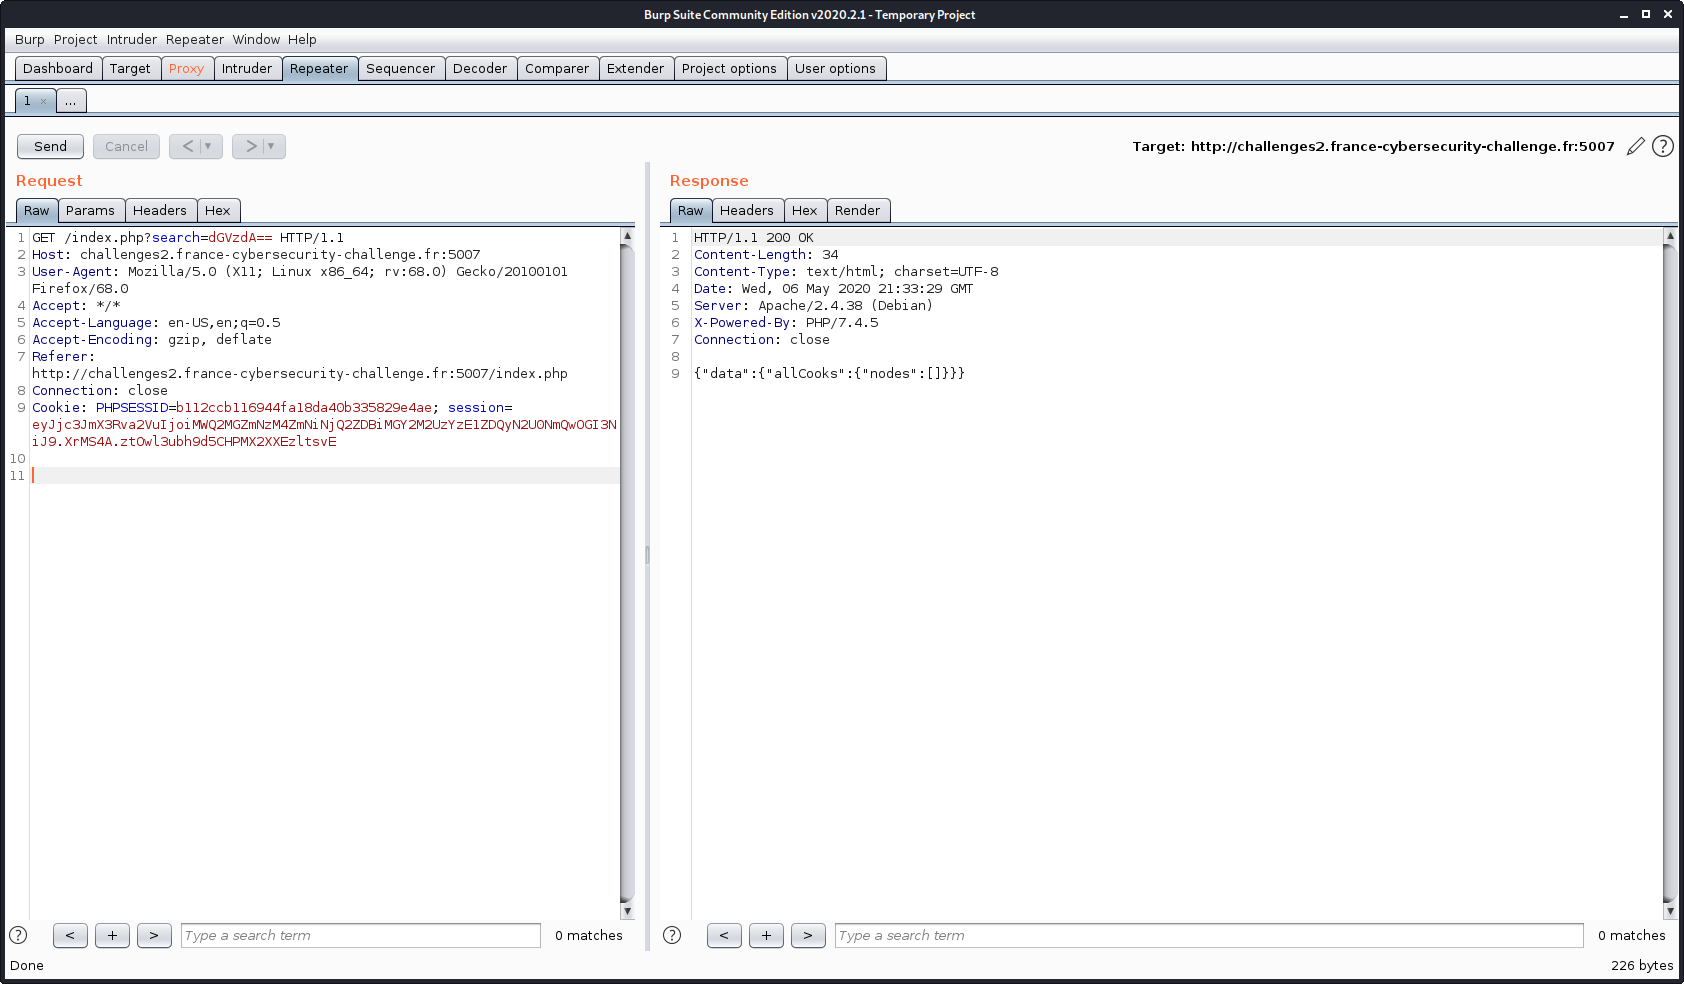 Burp Suite Community Edition v2020.2.1 - Temporary Project
Burp Project Intruder Repeater Window Help
Dashboard Target Proxy Intruder Repeater Sequencer Decoder Comparer Extender Project options User options
1 × ...
Send Cancel < ▼ > ▼ Target: http://challenges2.france-cybersecurity-challenge.fr:5007 ?
Request
Raw Params Headers Hex
1 GET /index.php?search=dGVzdA== HTTP/1.1
2 Host: challenges2.france-cybersecurity-challenge.fr:5007
3 User-Agent: Mozilla/5.0 (X11; Linux x86_64; rv:68.0) Gecko/20100101
Firefox/68.0
4 Accept: */*
5 Accept-Language: en-US,en;q=0.5
6 Accept-Encoding: gzip, deflate
7 Referer:
http://challenges2.france-cybersecurity-challenge.fr:5007/index.php
8 Connection: close
9 Cookie: PHPSESSID=b112ccb116944fa18da40b335829e4ae; session=
eyJjc3JmX3Rva2VuIjoiMWQ2MGZmNzM4ZmNiNjQ2ZDBiMGY2M2UzYzE1ZDQyN2U0NmQwOGI3N
iJ9.XrMS4A.ztOwl3ubh9d5CHPMX2XXEzltsvE
10
11
? < + > Type a search term 0 matches
Response
Raw Headers Hex Render
1 HTTP/1.1 200 OK
2 Content-Length: 34
3 Content-Type: text/html; charset=UTF-8
4 Date: Wed, 06 May 2020 21:33:29 GMT
5 Server: Apache/2.4.38 (Debian)
6 X-Powered-By: PHP/7.4.5
7 Connection: close
8
9 {"data":{"allCooks":{"nodes":[]}}}
? < + > Type a search term 0 matches
Done 226 bytes